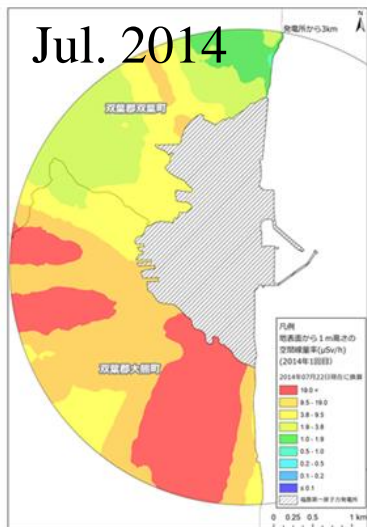 Jul. 2014
発電所から3km
N
双葉郡双葉町
双葉郡大熊町
凡例
地表面から1m高さの
空間線量率(μSv/h)
(2014年1回目)
2014年07月22日現在に換算
19.0 <
9.5 - 19.0
3.8 - 9.5
1.9 - 3.8
1.0 - 1.9
0.5 - 1.0
0.2 - 0.5
0.1 - 0.2
≤ 0.1
福島第一原子力発電所
0 0.25 0.5 1 km